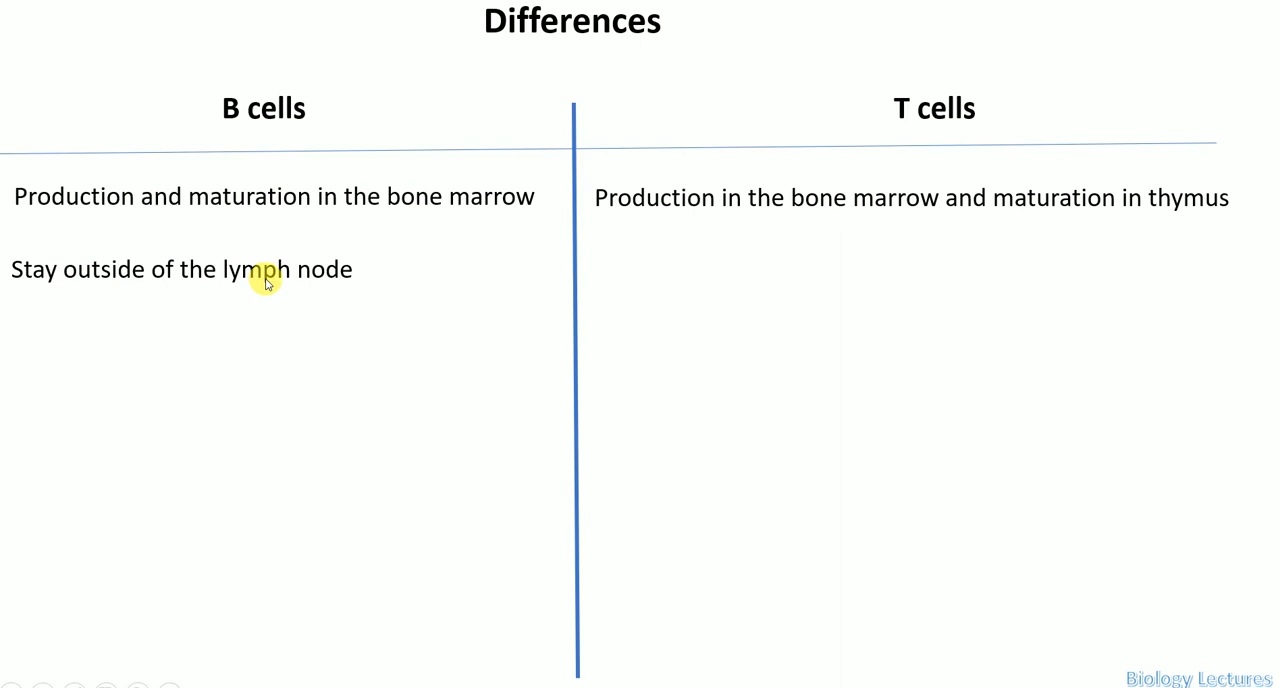 Differences
B cells
T cells
Production and maturation in the bone marrow
Production in the bone marrow and maturation in thymus
Stay outside of the lymph node
Biology Lectures